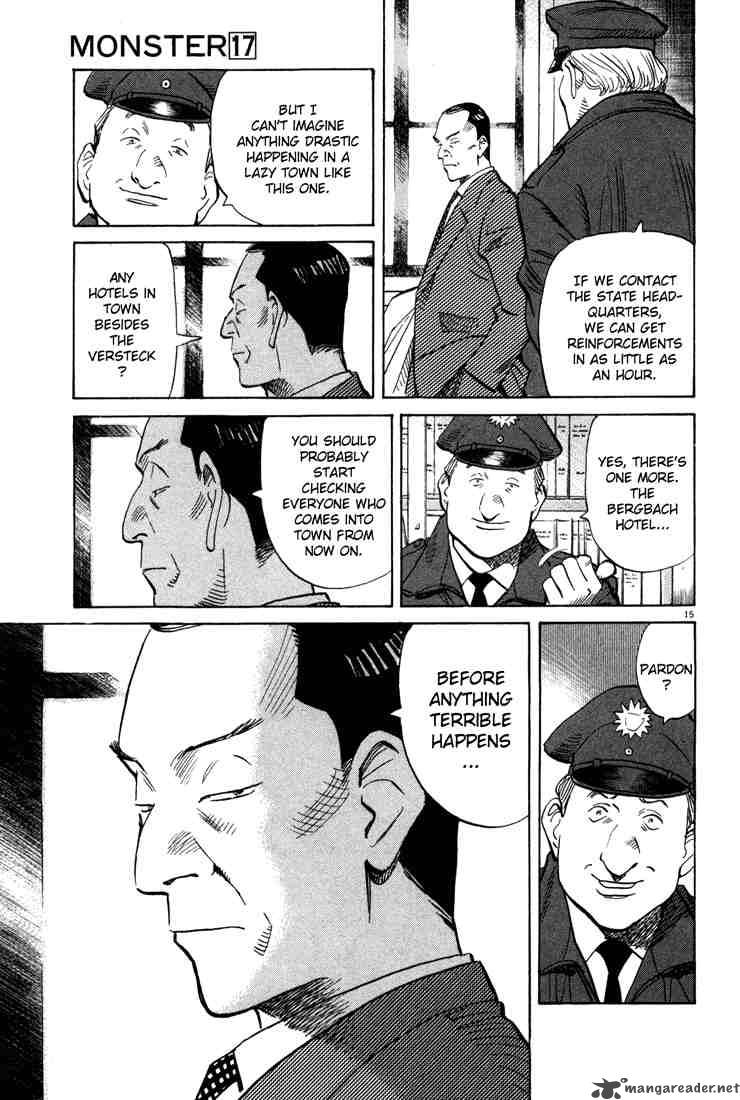 MONSTER 17
IF WE CONTACT
THE STATE HEAD-
QUARTERS,
WE CAN GET
REINFORCEMENTS
IN AS LITTLE AS
AN HOUR.
BUT I
CAN'T IMAGINE
ANYTHING DRASTIC
HAPPENING IN A
LAZY TOWN LIKE
THIS ONE.
ANY
HOTELS IN
TOWN
BESIDES
THE
VERSTECK
?
YES, THERE'S
ONE MORE.
THE
BERGBACH
HOTEL...
YOU SHOULD
PROBABLY
START
CHECKING
EVERYONE WHO
COMES INTO
TOWN FROM
NOW ON.
15
PARDON
?
BEFORE
ANYTHING
TERRIBLE
HAPPENS
...
mangareader.net